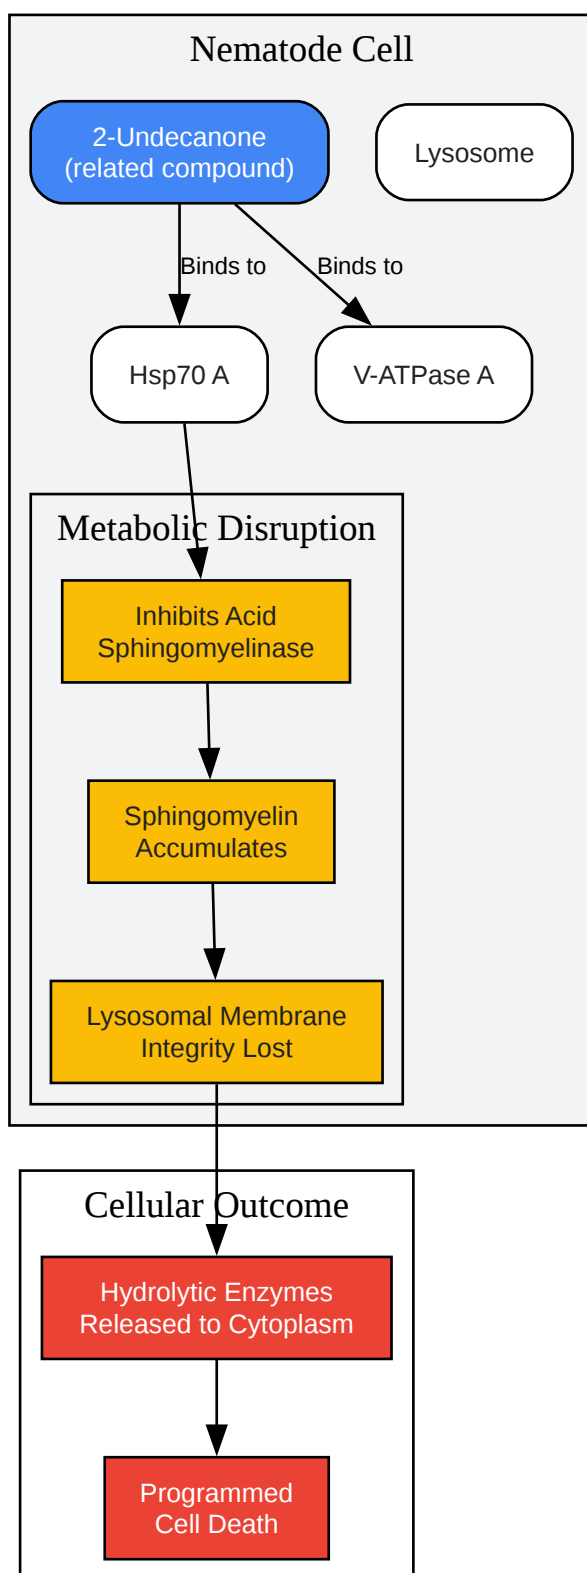 Nematode Cell
2-Undecanone
(related compound)
Lysosome
Binds to
Binds to
Hsp70 A
V-ATPase A
Metabolic Disruption
Inhibits Acid
Sphingomyelinase
Sphingomyelin
Accumulates
Lysosomal Membrane
Integrity Lost
Cellular Outcome
Hydrolytic Enzymes
Released to Cytoplasm
Programmed
Cell Death